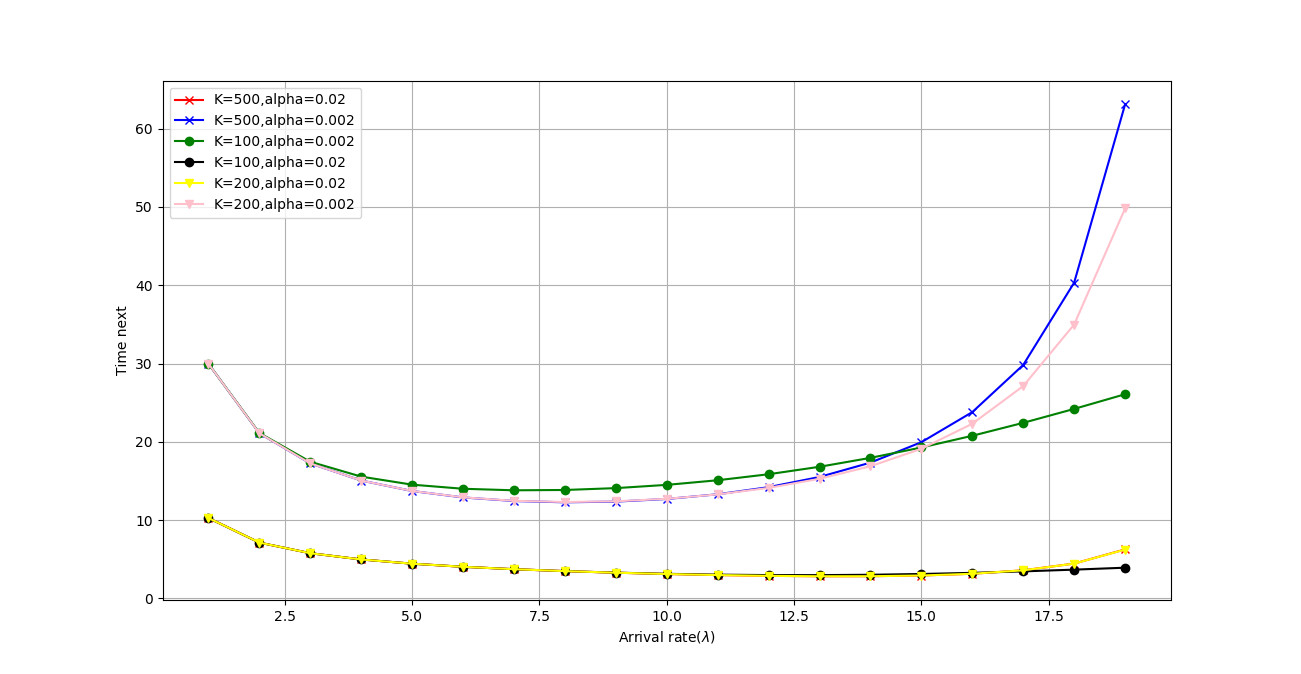 K=500,alpha=0.02
K=500,alpha=0.002
K=100,alpha=0.002
K=100,alpha=0.02
K=200,alpha=0.02
K=200,alpha=0.002
60
50
40
30
20
10
0
Time next
2.5 5.0 7.5 10.0 12.5 15.0 17.5
Arrival rate(λ)